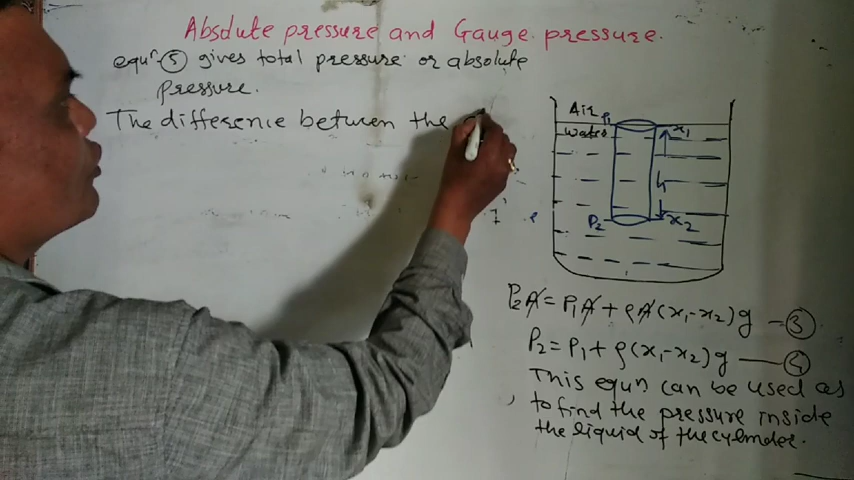 Absolute pressure and Gauge pressure.
equn (5) gives total pressure or absolute
pressure.
The difference between the
Air P1
Water
x1
h
P2
x2
P2A = P1A + ρA(x1-x2)g —(3)
P2 = P1 + ρ(x1-x2)g —(4)
This equn can be used as
to find the pressure inside
the liquid of the cylinder.